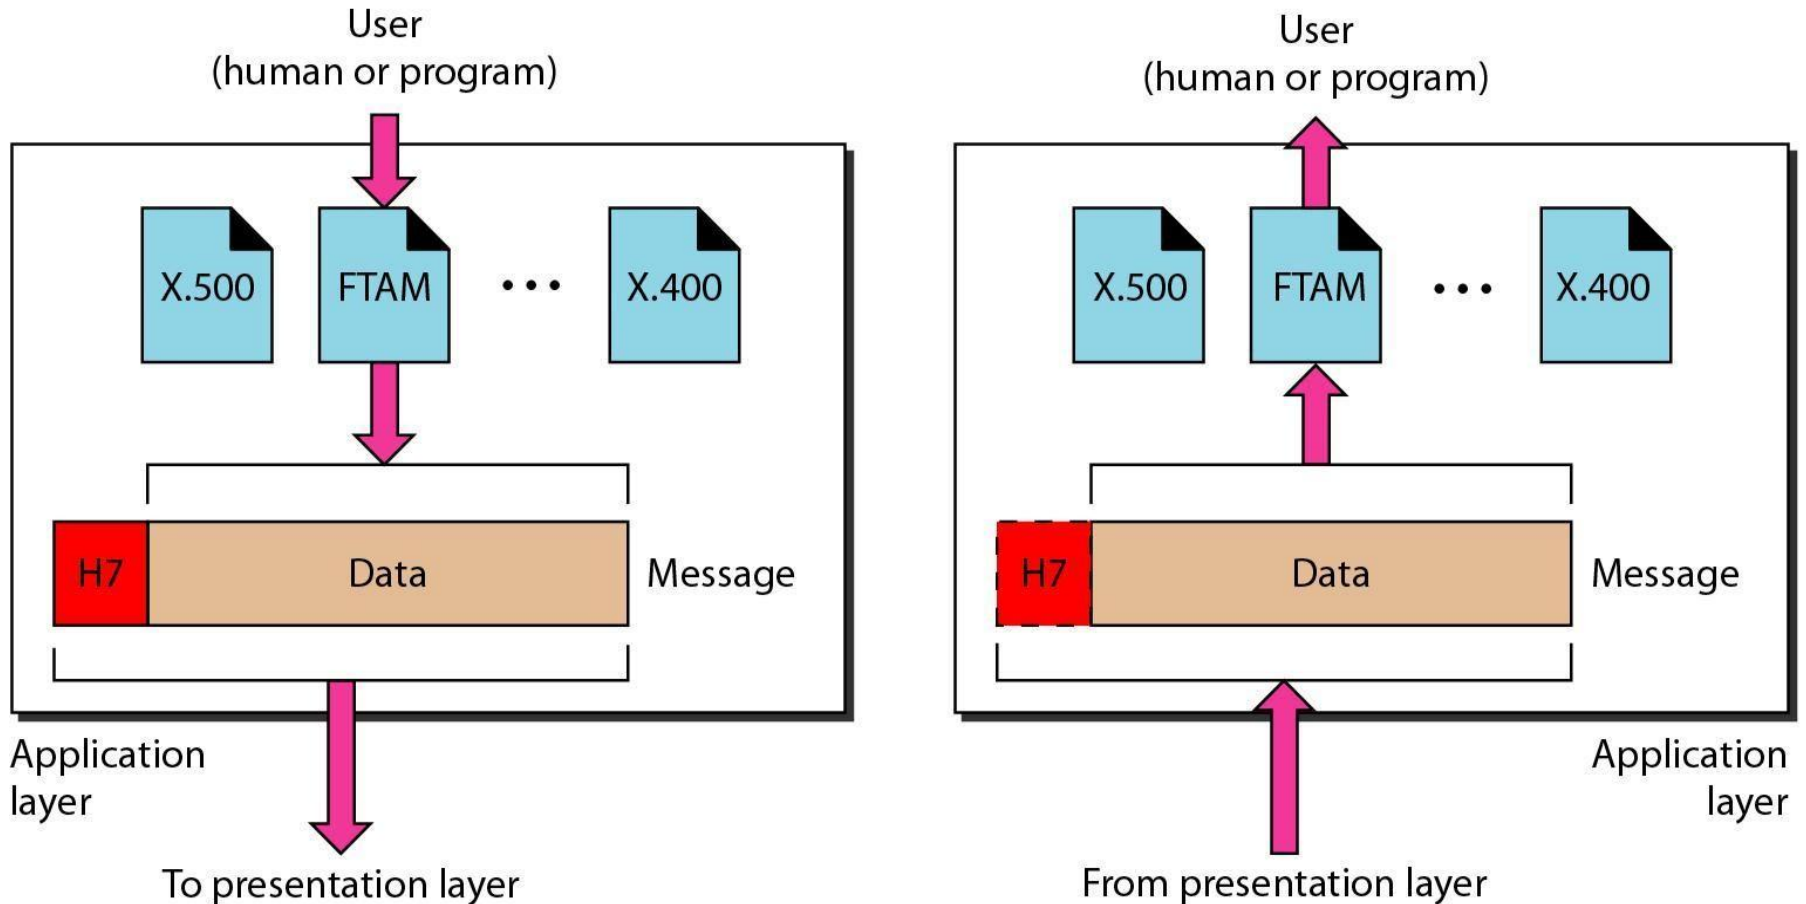 User
(human or program)
X.500
FTAM
...
X.400
H7
Data
Message
Application
layer
To presentation layer
User
(human or program)
X.500
FTAM
...
X.400
H7
Data
Message
Application
layer
From presentation layer